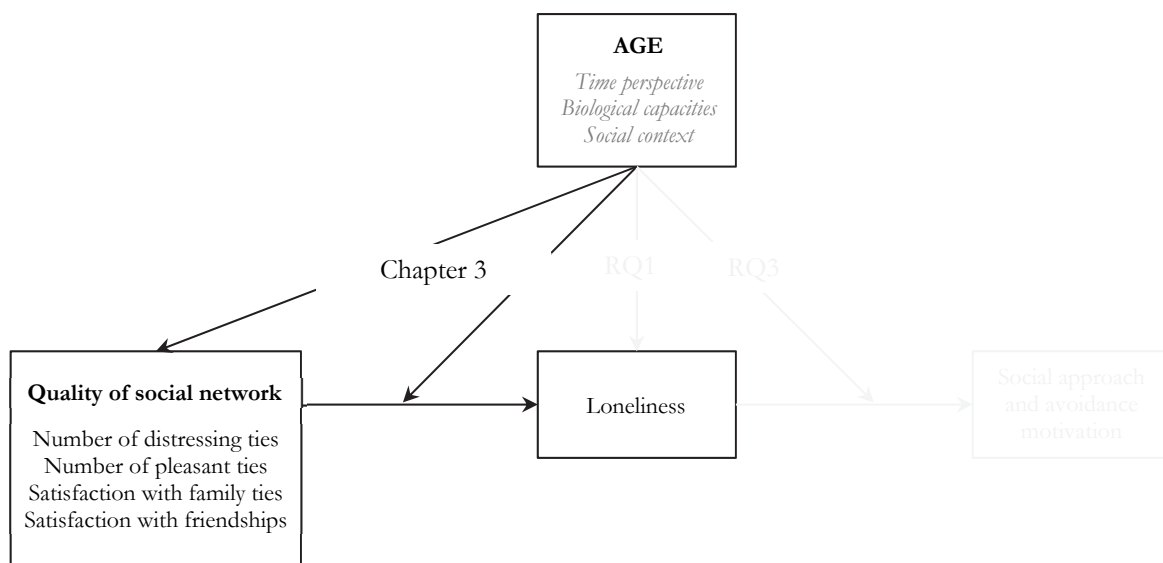 AGE
Time perspective
Biological capacities
Social context
Chapter 3
RQ1
RQ3
Quality of social network
Number of distressing ties
Number of pleasant ties
Satisfaction with family ties
Satisfaction with friendships
Loneliness
Social approach
and avoidance
motivation